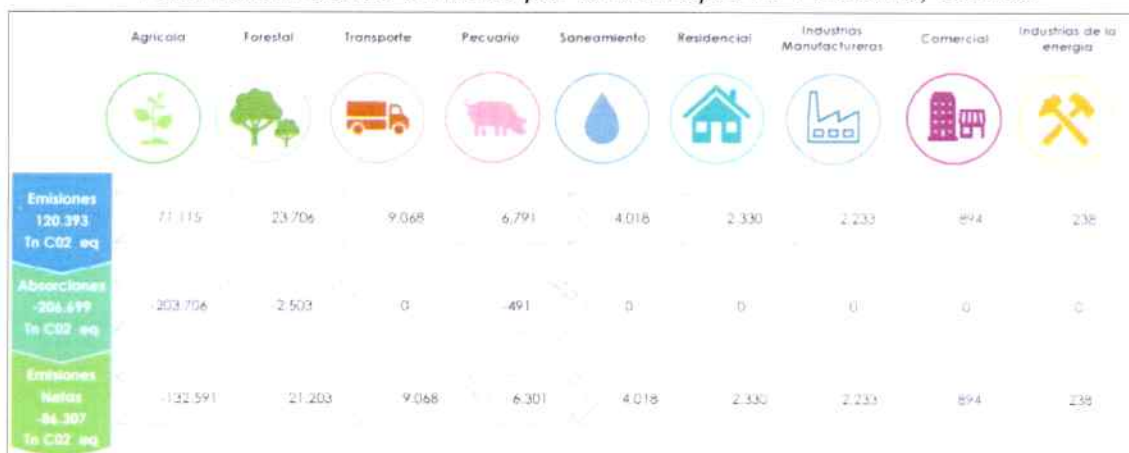 Agrícola Forestal Transporte Pecuario Saneamiento Residencial Industrias Manufactureras Comercial Industrias de la energía
Emisiones
120.393
Tn C02 eq
71.115 23.706 9.068 6.791 4.018 2.330 2.233 894 238
Absorciones
-206.699
Tn C02 eq
-203.706 -2.503 0 -491 0 0 0 0 0
Emisiones
Netas
-86.307
Tn C02 eq
-132.591 21.203 9.068 6.301 4.018 2.330 2.233 894 238